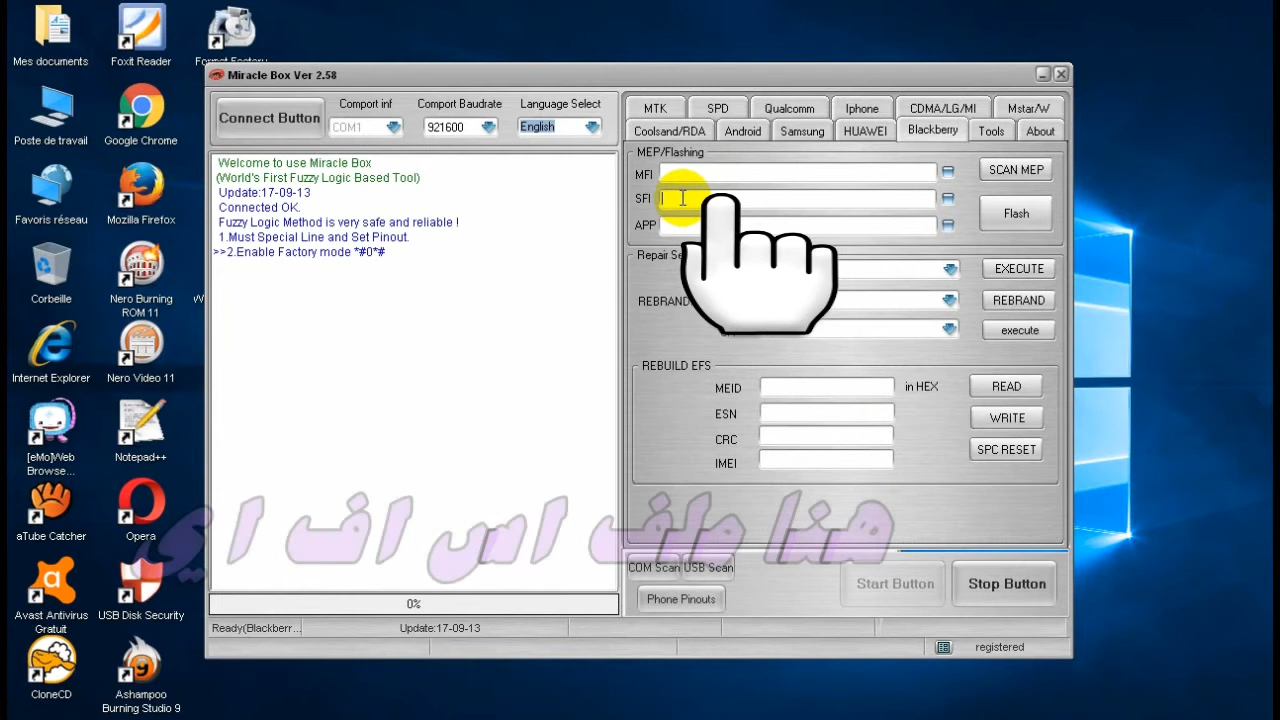 Mes documents
Foxit Reader
Format Factory
Poste de travail
Google Chrome
Favoris réseau
Mozilla Firefox
Corbeille
Nero Burning
ROM 11
Internet Explorer
Nero Video 11
[eMo]Web
Browse...
Notepad++
aTube Catcher
Opera
Avast Antivirus
Gratuit
USB Disk Security
CloneCD
Ashampoo
Burning Studio 9
Miracle Box Ver 2.58
Connect Button
Comport inf
Comport Baudrate
Language Select
COM1
921600
English
Welcome to use Miracle Box
(World's First Fuzzy Logic Based Tool)
Update:17-09-13
Connected OK.
Fuzzy Logic Method is very safe and reliable !
1.Must Special Line and Set Pinout.
>>2.Enable Factory mode *#0*#
0%
MTK
SPD
Qualcomm
Iphone
CDMA/LG/MI
Mstar/W
Coolsand/RDA
Android
Samsung
HUAWEI
Blackberry
Tools
About
MEP/Flashing
MFI
SCAN MEP
SFI
Flash
APP
Repair
EXECUTE
REBRAND
REBRAND
execute
REBUILD EFS
MEID
in HEX
READ
ESN
WRITE
CRC
SPC RESET
IMEI
هنا ملف اس اف اي
COM Scan
USB Scan
Phone Pinouts
Start Button
Stop Button
Ready(Blackberr...
Update:17-09-13
registered